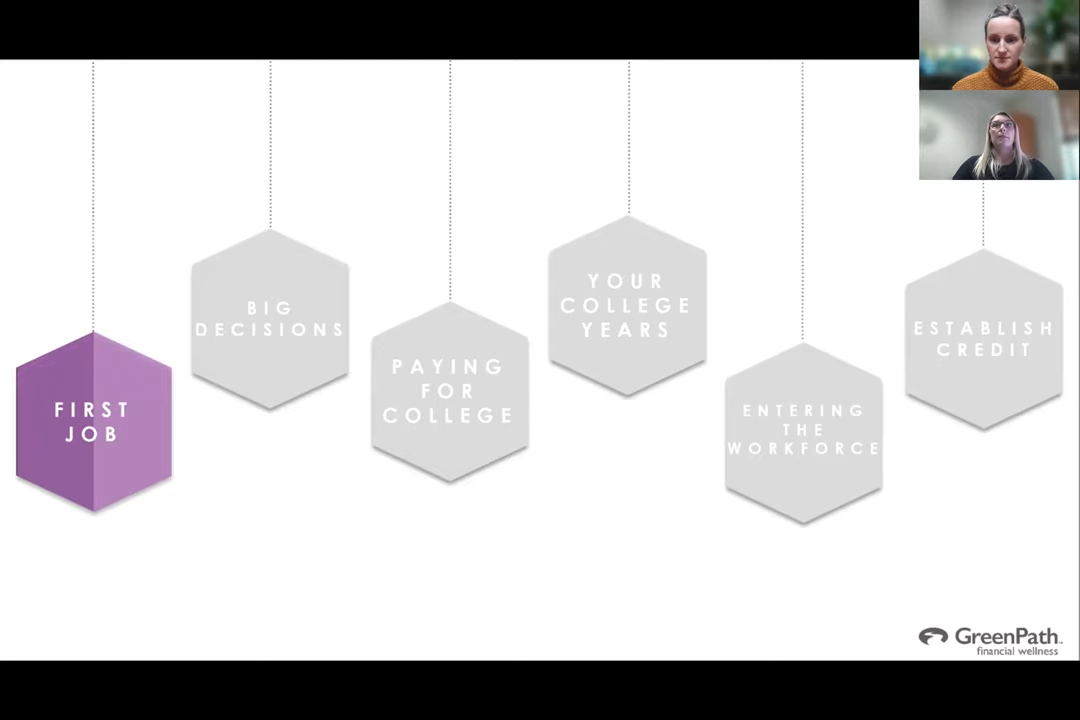 FIRST
JOB
BIG
DECISIONS
PAYING
FOR
COLLEGE
YOUR
COLLEGE
YEARS
ENTERING
THE
WORKFORCE
ESTABLISH
CREDIT
GreenPath
financial wellness